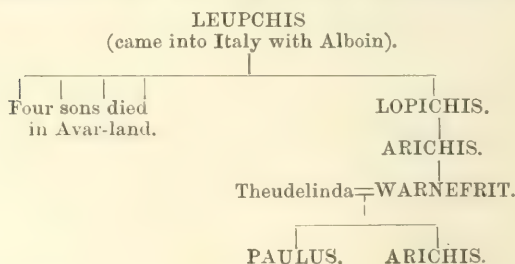 LEUPCHIS
(came into Italy with Alboin).
Four sons died
in Avar-land.
LOPICHIS.
ARICHIS.
Theudelinda=WARNEFRIT.
PAULUS. ARICHIS.